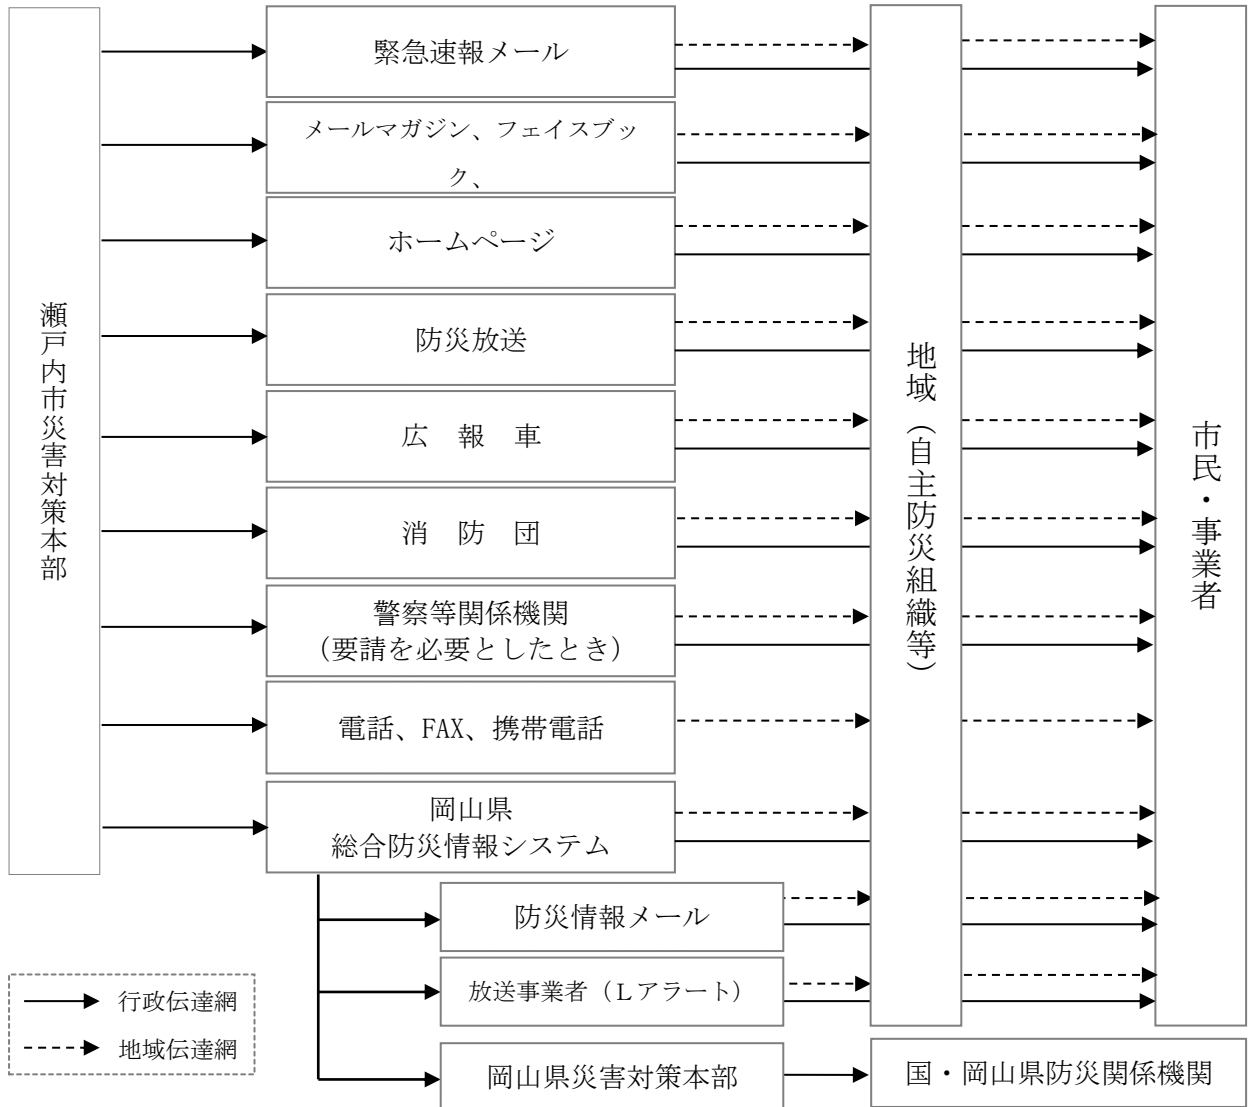 瀬戸内市災害対策本部
緊急速報メール
メールマガジン、フェイスブッ
ク、
ホームページ
防災放送
広　報　車
消　防　団
警察等関係機関
（要請を必要としたとき）
電話、FAX、携帯電話
岡山県
総合防災情報システム
防災情報メール
放送事業者（Ｌアラート）
岡山県災害対策本部
地域（自主防災組織等）
市民・事業者
国・岡山県防災関係機関
行政伝達網
地域伝達網